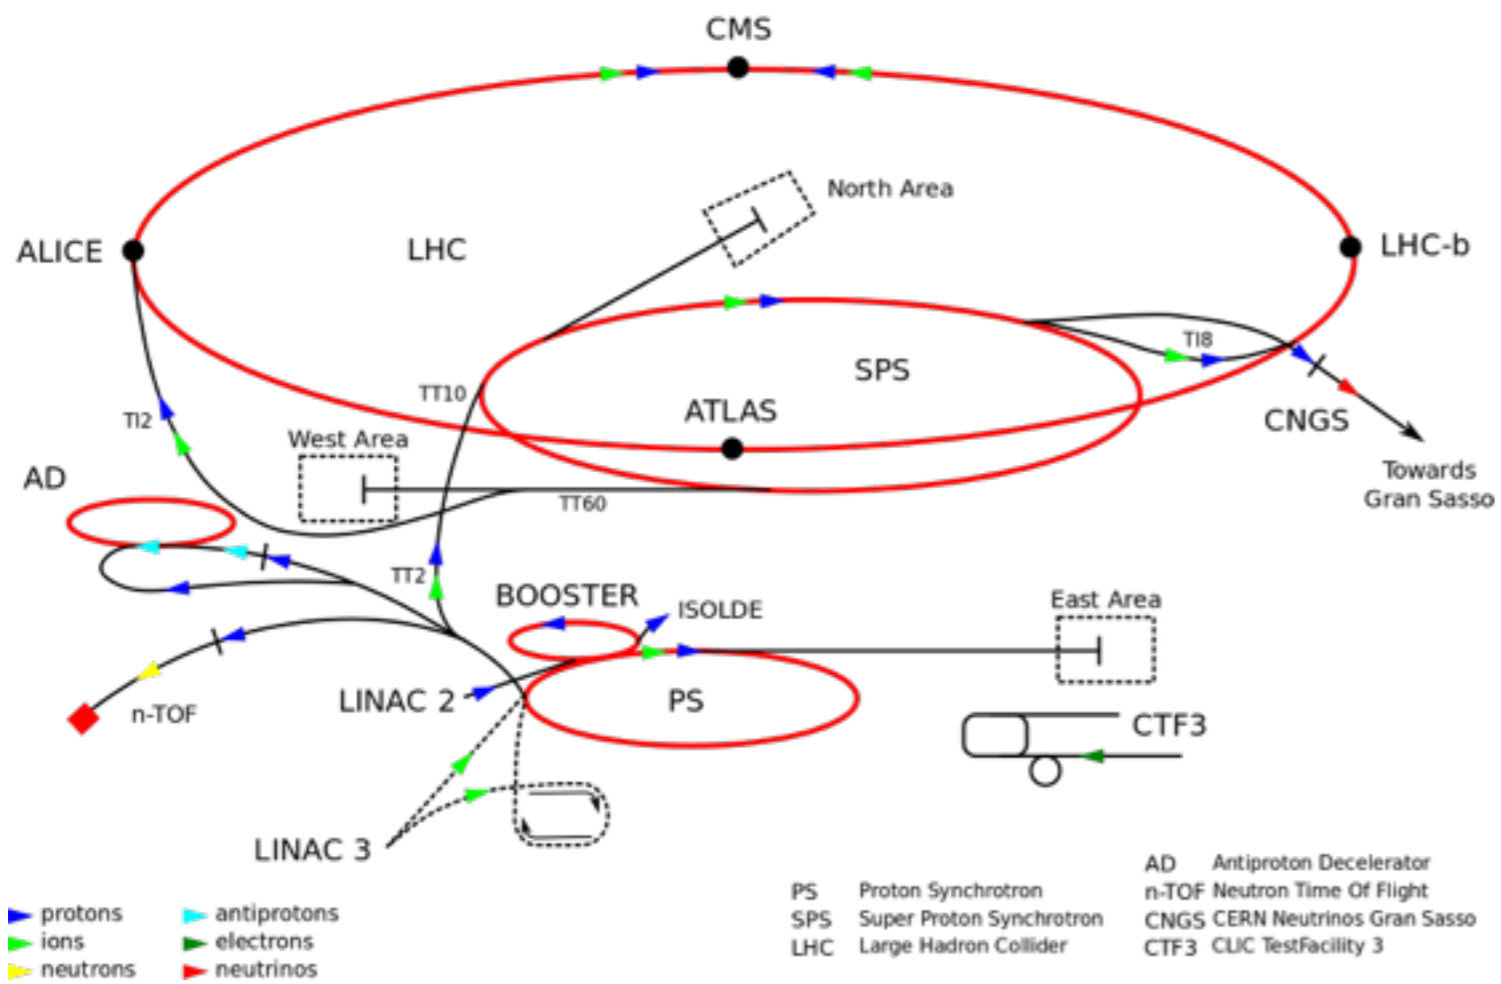 CMS
North Area
ALICE
LHC
LHC-b
TI8
SPS
TT10
ATLAS
CNGS
TI2
West Area
Towards
Gran Sasso
AD
TT60
TT2
BOOSTER
ISOLDE
East Area
LINAC 2
PS
n-TOF
CTF3
LINAC 3
protons
ions
neutrons
antiprotons
electrons
neutrinos
PS Proton Synchrotron
SPS Super Proton Synchrotron
LHC Large Hadron Collider
AD Antiproton Decelerator
n-TOF Neutron Time Of Flight
CNGS CERN Neutrinos Gran Sasso
CTF3 CLIC TestFacility 3